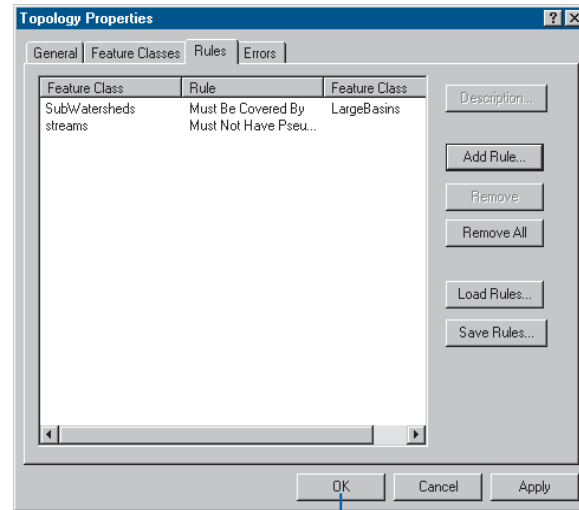 Topology Properties
General Feature Classes Rules Errors
Feature Class Rule Feature Class
SubWatersheds Must Be Covered By LargeBasins
streams Must Not Have Pseu...
Description...
Add Rule...
Remove
Remove All
Load Rules...
Save Rules...
OK Cancel Apply